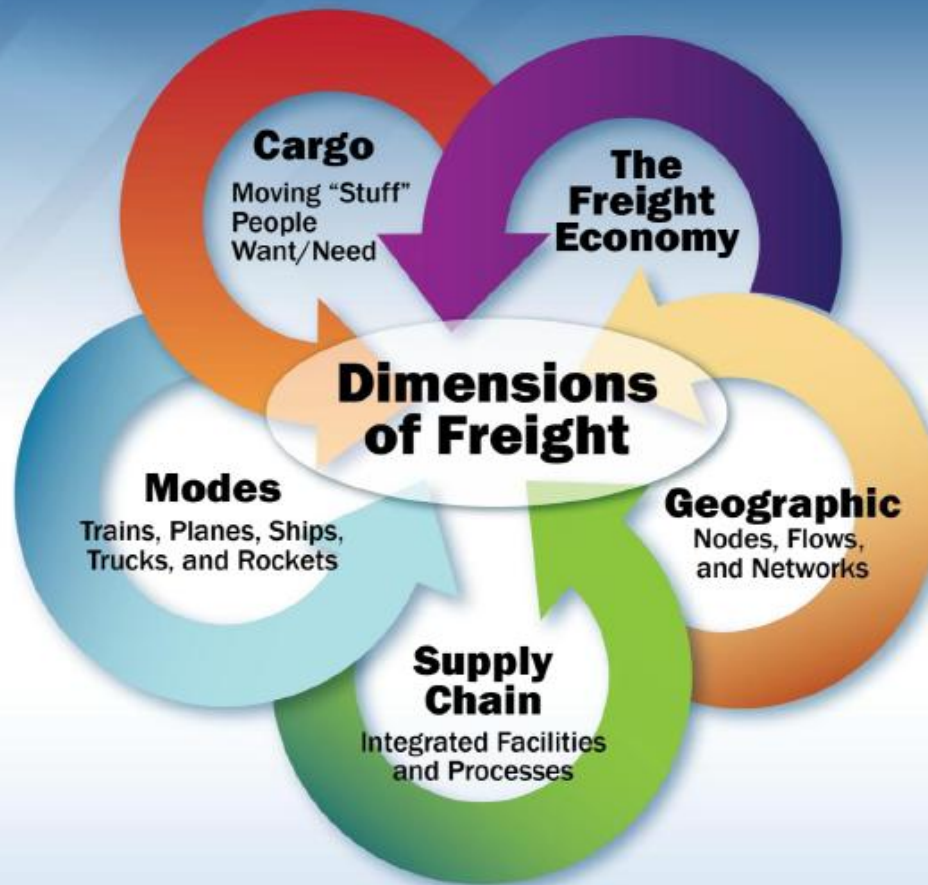 Cargo
Moving “Stuff”
People
Want/Need
The
Freight
Economy
Dimensions
of Freight
Modes
Trains, Planes, Ships,
Trucks, and Rockets
Geographic
Nodes, Flows,
and Networks
Supply
Chain
Integrated Facilities
and Processes